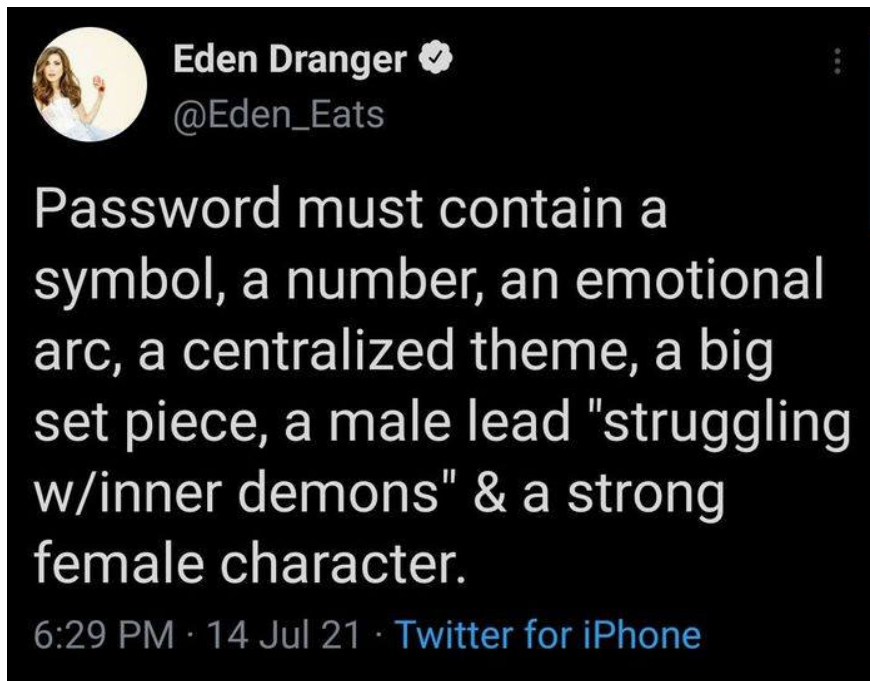 Eden Dranger
@Eden_Eats
Password must contain a
symbol, a number, an emotional
arc, a centralized theme, a big
set piece, a male lead "struggling
w/inner demons" & a strong
female character.
6:29 PM · 14 Jul 21 · Twitter for iPhone